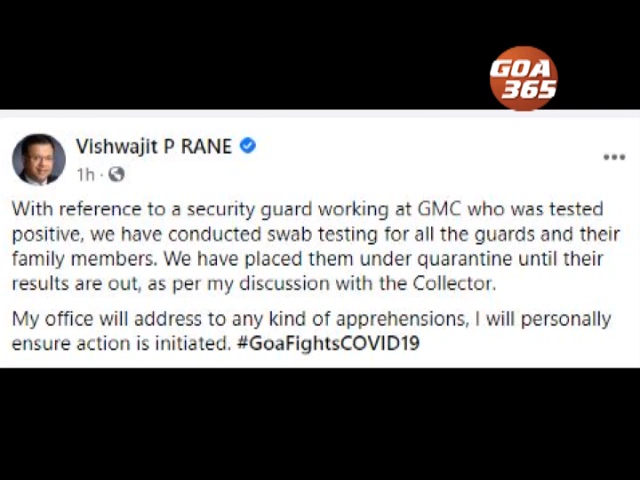 GOA
365
Vishwajit P RANE
1h ·
With reference to a security guard working at GMC who was tested
positive, we have conducted swab testing for all the guards and their
family members. We have placed them under quarantine until their
results are out, as per my discussion with the Collector.
My office will address to any kind of apprehensions, I will personally
ensure action is initiated. #GoaFightsCOVID19